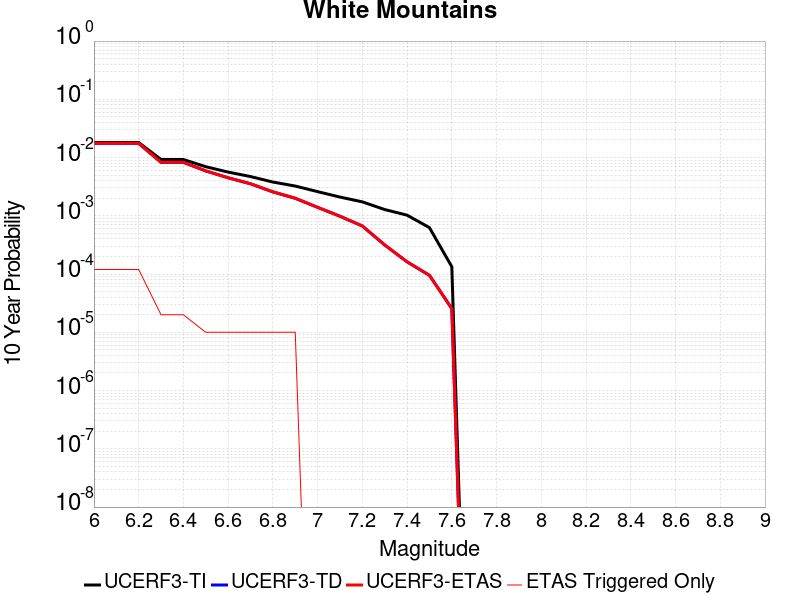 White Mountains
10 0
10 -1
10 -2
10 -3
10 -4
10 -5
10 -6
10 -7
10 -8
10 Year Probability
6 6.2 6.4 6.6 6.8 7 7.2 7.4 7.6 7.8 8 8.2 8.4 8.6 8.8 9
Magnitude
UCERF3-TI UCERF3-TD UCERF3-ETAS ETAS Triggered Only